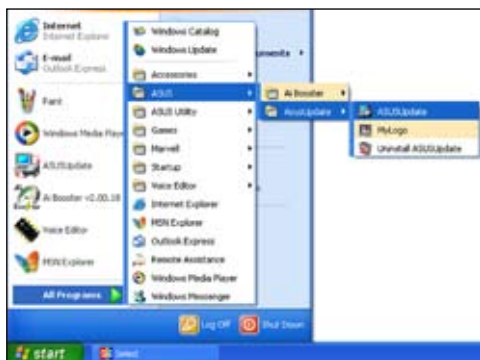 Internet
Internet Explorer
E-mail
Outlook Express
Paint
Windows Media Play
ASUSUpdate
Ai Booster v2.00.18
Voice Editor
MSN Explorer
All Programs
Windows Catalog
Windows Update
Accessories
ASUS
ASUS Utility
Games
Marvell
Startup
Voice Editor
Internet Explorer
MSN Explorer
Outlook Express
Remote Assistance
Windows Media Player
Windows Messenger
uments
Ai Booster
AsusUpdate
ASUSUpdate
MyLogo
Uninstall ASUSUpdate
Log Off
Shut Down
start